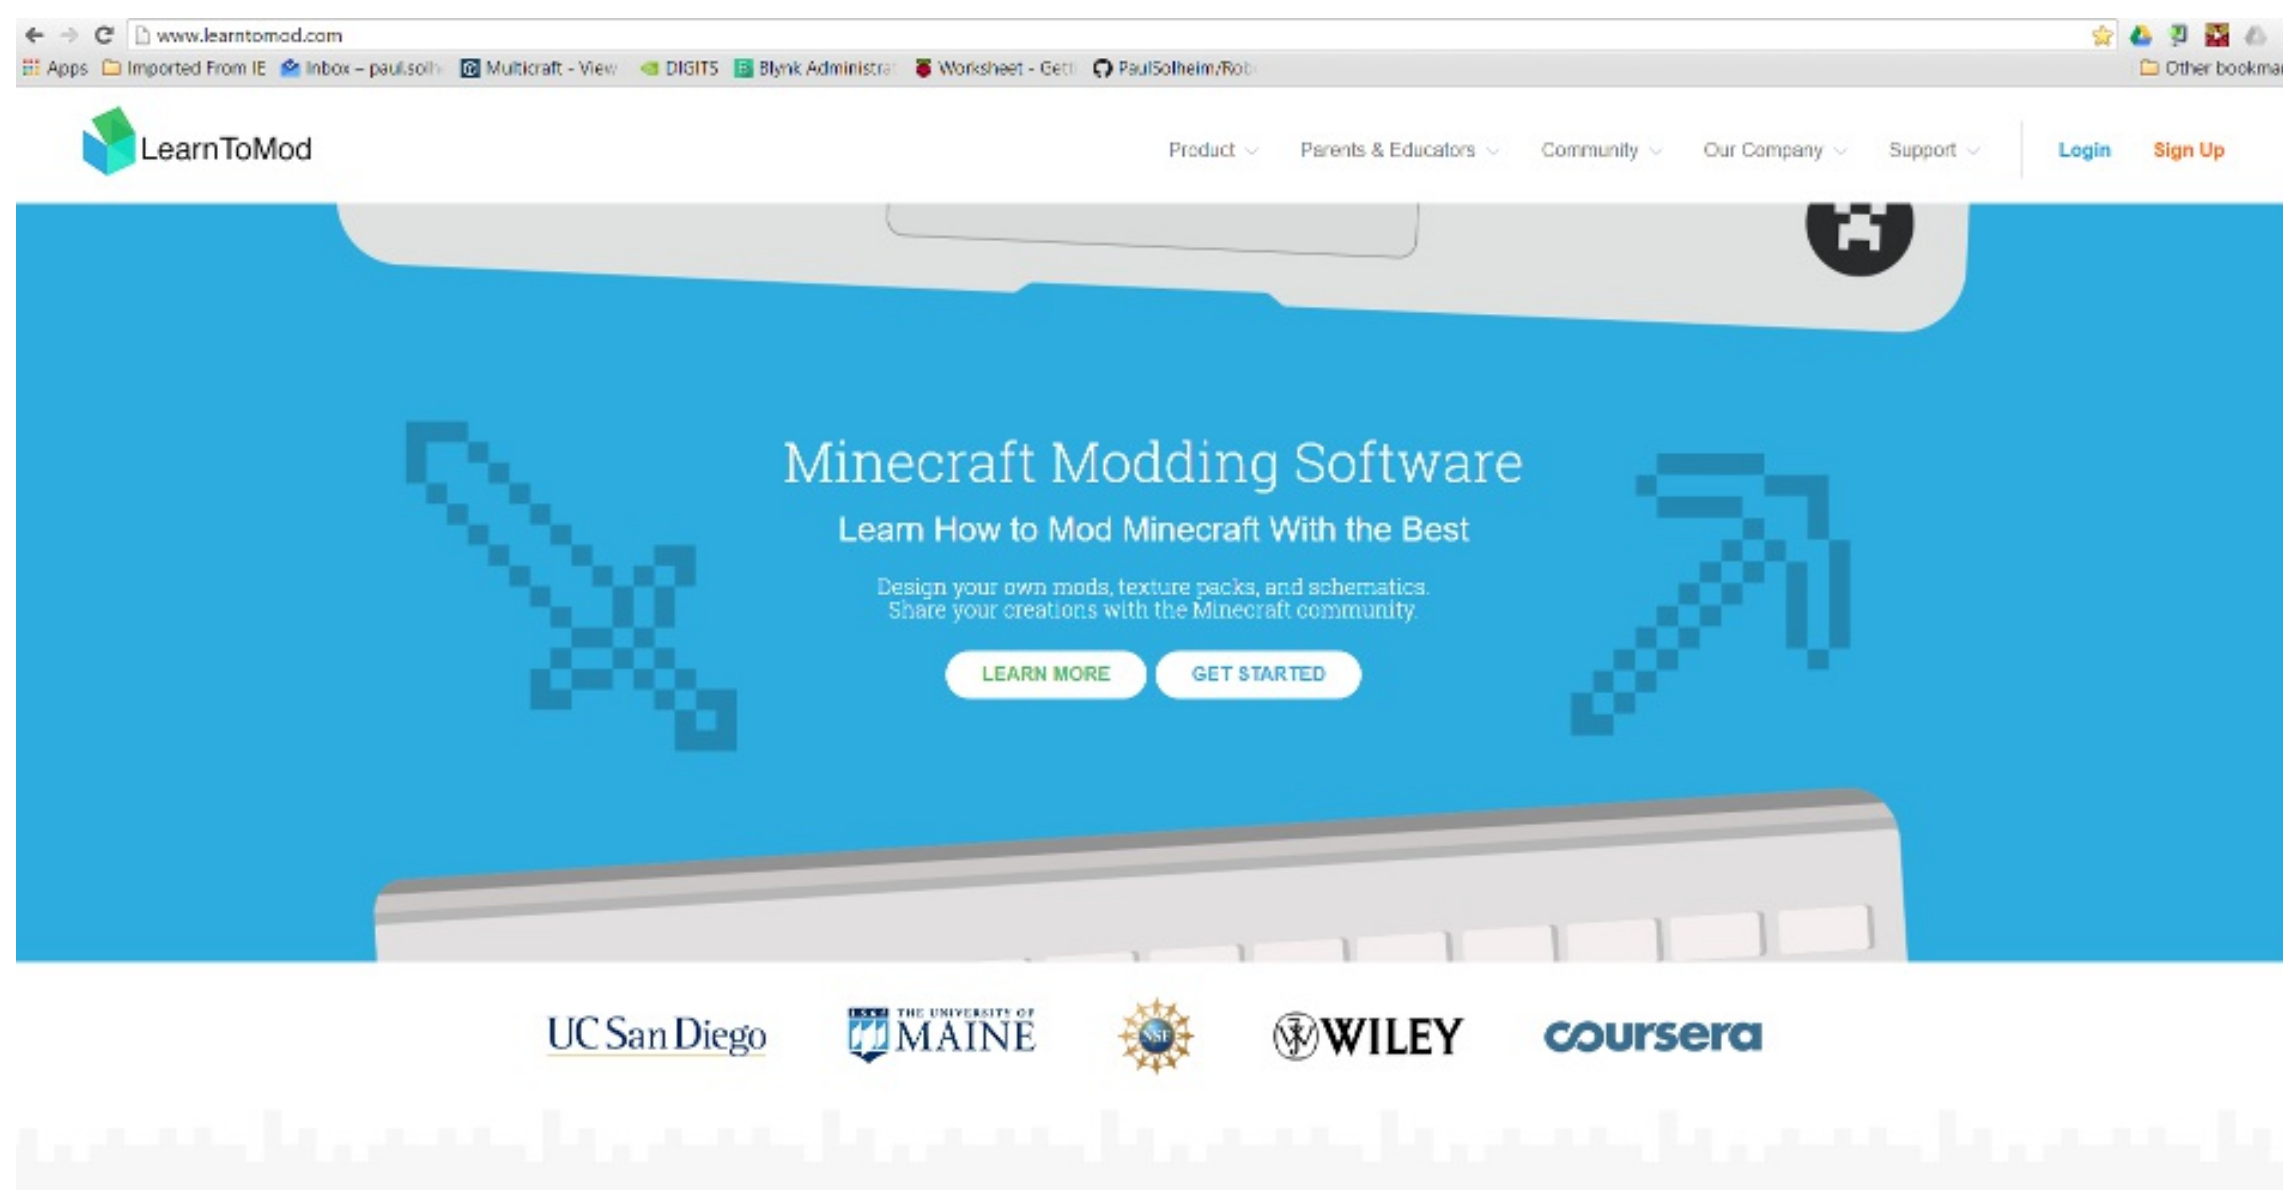 www.learntomod.com
Apps Imported From IE Inbox – paul.solh Multicraft - View DIGITS Blynk Administrat Worksheet - Gett PaulSolheim/Rob Other bookmar
LearnToMod Product Parents & Educators Community Our Company Support Login Sign Up
Minecraft Modding Software
Learn How to Mod Minecraft With the Best
Design your own mods, texture packs, and schematics.
Share your creations with the Minecraft community.
LEARN MORE GET STARTED
UC San Diego THE UNIVERSITY OF MAINE NSF WILEY coursera